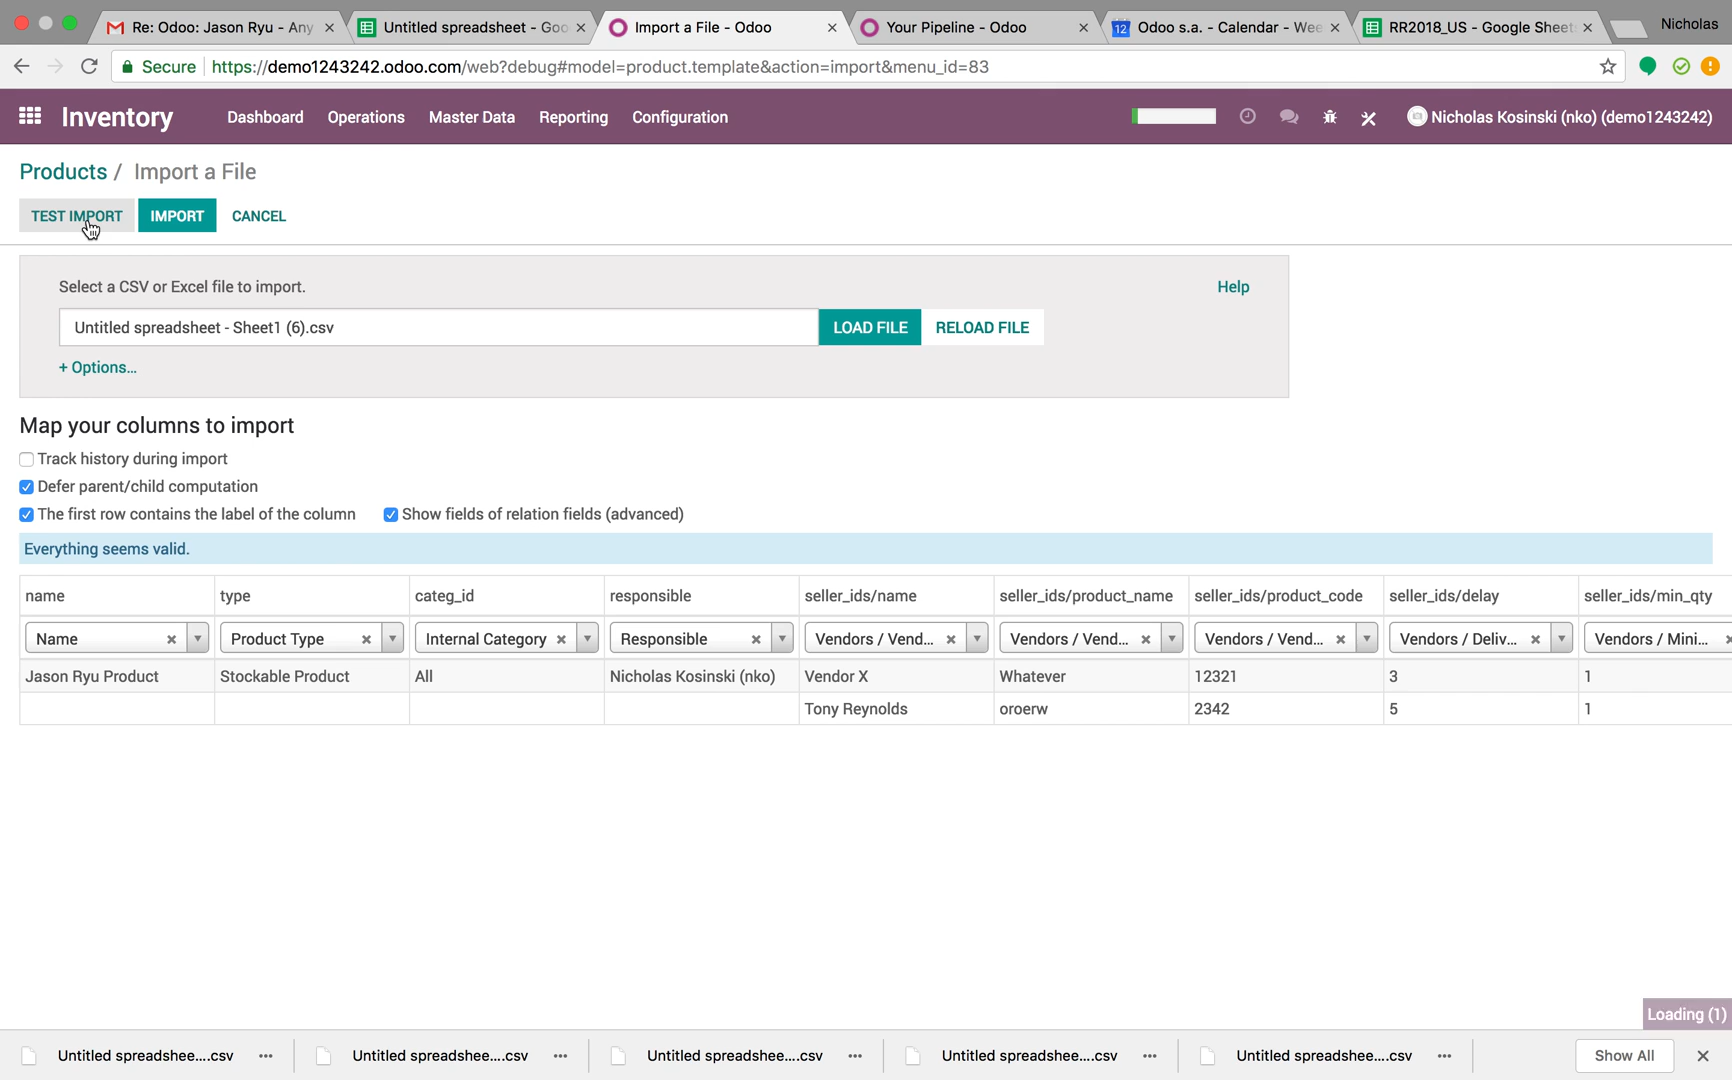 Re: Odoo: Jason Ryu - Any
Untitled spreadsheet - Goo
Import a File - Odoo
Your Pipeline - Odoo
12 Odoo s.a. - Calendar - Wee
RR2018_US - Google Sheet
Nicholas
Secure https://demo1243242.odoo.com/web?debug#model=product.template&action=import&menu_id=83
Inventory Dashboard Operations Master Data Reporting Configuration Nicholas Kosinski (nko) (demo1243242)
Products / Import a File
TEST IMPORT IMPORT CANCEL
Select a CSV or Excel file to import. Help
Untitled spreadsheet - Sheet1 (6).csv LOAD FILE RELOAD FILE
+ Options...
Map your columns to import
Track history during import
Defer parent/child computation
The first row contains the label of the column Show fields of relation fields (advanced)
Everything seems valid.
name type categ_id responsible seller_ids/name seller_ids/product_name seller_ids/product_code seller_ids/delay seller_ids/min_qty
Name Product Type Internal Category Responsible Vendors / Vend... Vendors / Vend... Vendors / Vend... Vendors / Deliv... Vendors / Mini...
Jason Ryu Product Stockable Product All Nicholas Kosinski (nko) Vendor X Whatever 12321 3 1
Tony Reynolds oroerw 2342 5 1
Loading (1)
Untitled spreadshee....csv Untitled spreadshee....csv Untitled spreadshee....csv Untitled spreadshee....csv Untitled spreadshee....csv Show All